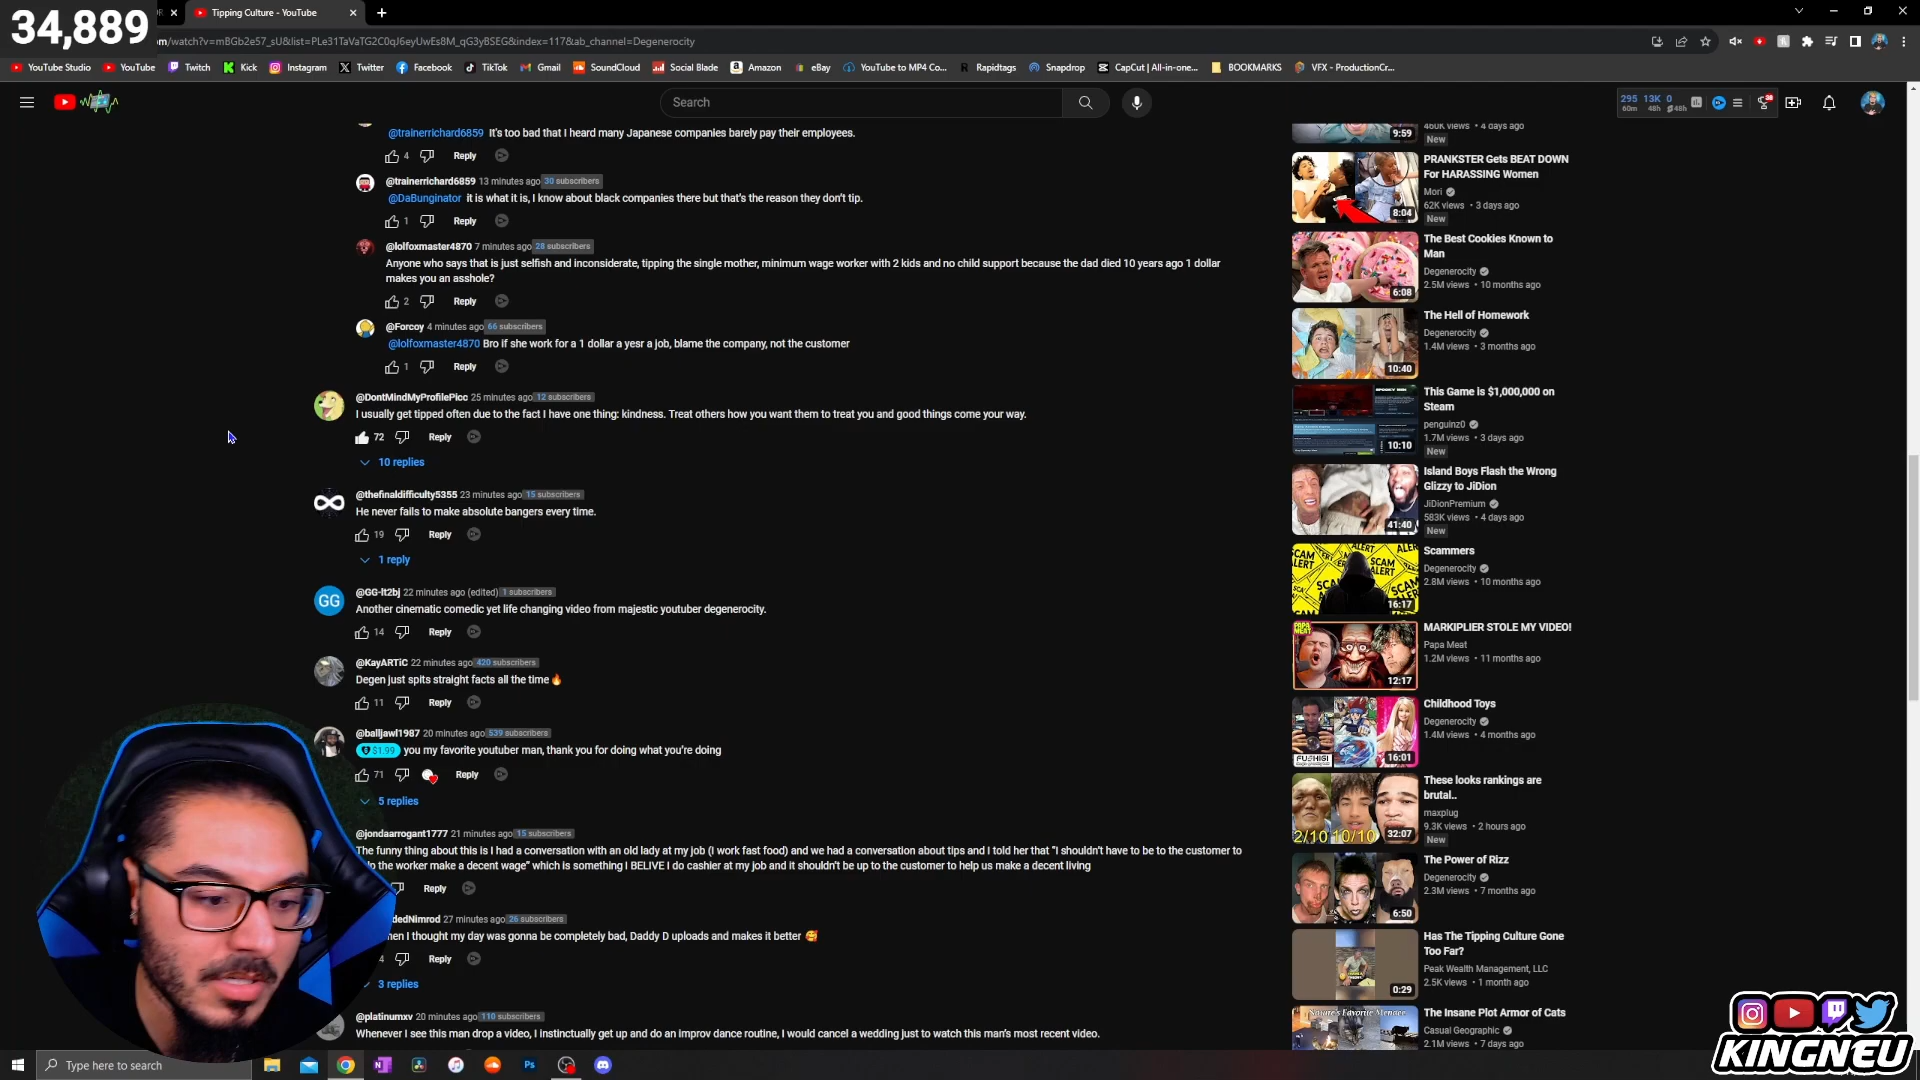 34,889
Tipping Culture - YouTube
m/watch?v=mBGb2e57_sU&list=PLe31TaVaTG2C0qJ6eyUwEs8M_qG3yBSEG&index=117&ab_channel=Degenerocity
YouTube Studio YouTube Twitch Kick Instagram Twitter Facebook TikTok Gmail SoundCloud Social Blade Amazon eBay YouTube to MP4 Co... Rapidtags Snapdrop CapCut | All-in-one... BOOKMARKS VFX - ProductionCr...
Search
295 13K 0
60m 48h 48h
@trainerrichard6859 It's too bad that I heard many Japanese companies barely pay their employees.
4 Reply
@trainerrichard6859 13 minutes ago 30 subscribers
@DaBunginator it is what it is, I know about black companies there but that's the reason they don't tip.
1 Reply
@lolfoxmaster4870 7 minutes ago 28 subscribers
Anyone who says that is just selfish and inconsiderate, tipping the single mother, minimum wage worker with 2 kids and no child support because the dad died 10 years ago 1 dollar
makes you an asshole?
2 Reply
@Forcoy 4 minutes ago 66 subscribers
@lolfoxmaster4870 Bro if she work for a 1 dollar a yesr a job, blame the company, not the customer
1 Reply
@DontMindMyProfilePicc 25 minutes ago 12 subscribers
I usually get tipped often due to the fact I have one thing: kindness. Treat others how you want them to treat you and good things come your way.
72 Reply
10 replies
@thefinaldifficulty5355 23 minutes ago 15 subscribers
He never fails to make absolute bangers every time.
19 Reply
1 reply
GG
@GG-lt2bj 22 minutes ago (edited) 1 subscribers
Another cinematic comedic yet life changing video from majestic youtuber degenerocity.
14 Reply
@KayARTiC 22 minutes ago 420 subscribers
Degen just spits straight facts all the time🔥
11 Reply
@balljawl1987 20 minutes ago 539 subscribers
$1.99 you my favorite youtuber man, thank you for doing what you're doing
71 Reply
5 replies
@jondaarrogant1777 21 minutes ago 15 subscribers
The funny thing about this is I had a conversation with an old lady at my job (I work fast food) and we had a conversation about tips and I told her that "I shouldn't have to be to the customer to
lp the worker make a decent wage" which is something I BELIVE I do cashier at my job and it shouldn't be up to the customer to help us make a decent living
Reply
dedNimrod 27 minutes ago 26 subscribers
en I thought my day was gonna be completely bad, Daddy D uploads and makes it better 🥰
4 Reply
3 replies
@platinumxv 20 minutes ago 110 subscribers
Whenever I see this man drop a video, I instinctually get up and do an improv dance routine, I would cancel a wedding just to watch this man's most recent video.
460K views • 4 days ago
9:59
New
PRANKSTER Gets BEAT DOWN
For HARASSING Women
Mori
62K views • 3 days ago
8:04
New
The Best Cookies Known to
Man
Degenerocity
2.5M views • 10 months ago
6:08
The Hell of Homework
Degenerocity
1.4M views • 3 months ago
10:40
This Game is $1,000,000 on
Steam
penguinz0
1.7M views • 3 days ago
10:10
New
Island Boys Flash the Wrong
Glizzy to JiDion
JiDionPremium
583K views • 4 days ago
41:40
New
SCAM ALERT
Scammers
Degenerocity
2.8M views • 10 months ago
16:17
PAPA MEAT
MARKIPLIER STOLE MY VIDEO!
Papa Meat
1.2M views • 11 months ago
12:17
Childhood Toys
Degenerocity
1.4M views • 4 months ago
FUSHIGI
16:01
These looks rankings are
brutal..
maxplug
9.3K views • 2 hours ago
2/10 10/10
32:07
New
The Power of Rizz
Degenerocity
2.3M views • 7 months ago
6:50
Has The Tipping Culture Gone
Too Far?
Peak Wealth Management, LLC
2.5K views • 1 month ago
0:29
The Insane Plot Armor of Cats
Casual Geographic
2.1M views • 7 days ago
KINGNEU
Type here to search